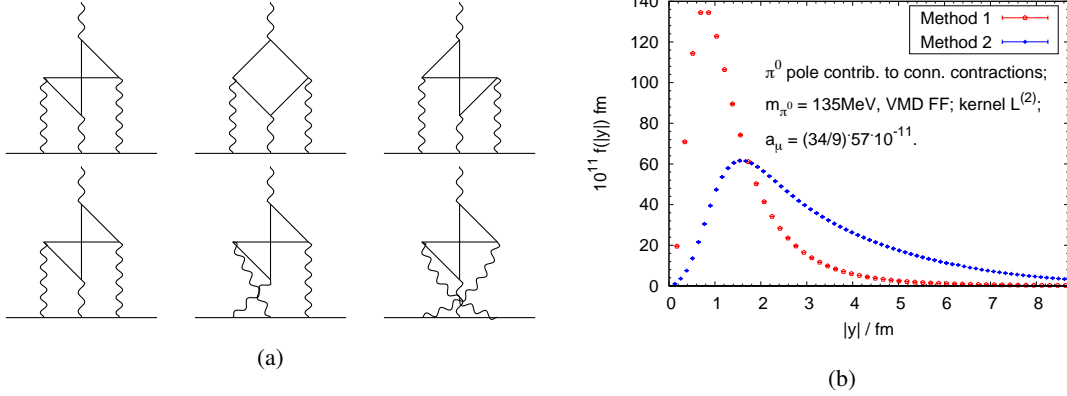 (a)
140
120
100
80
60
40
20
0
10^11 f(|y|) fm
Method 1
Method 2
π^0 pole contrib. to conn. contractions;
m_π^0 = 135MeV, VMD FF; kernel L^(2);
a_μ = (34/9)·57·10^-11.
0 1 2 3 4 5 6 7 8
|y| / fm
(b)